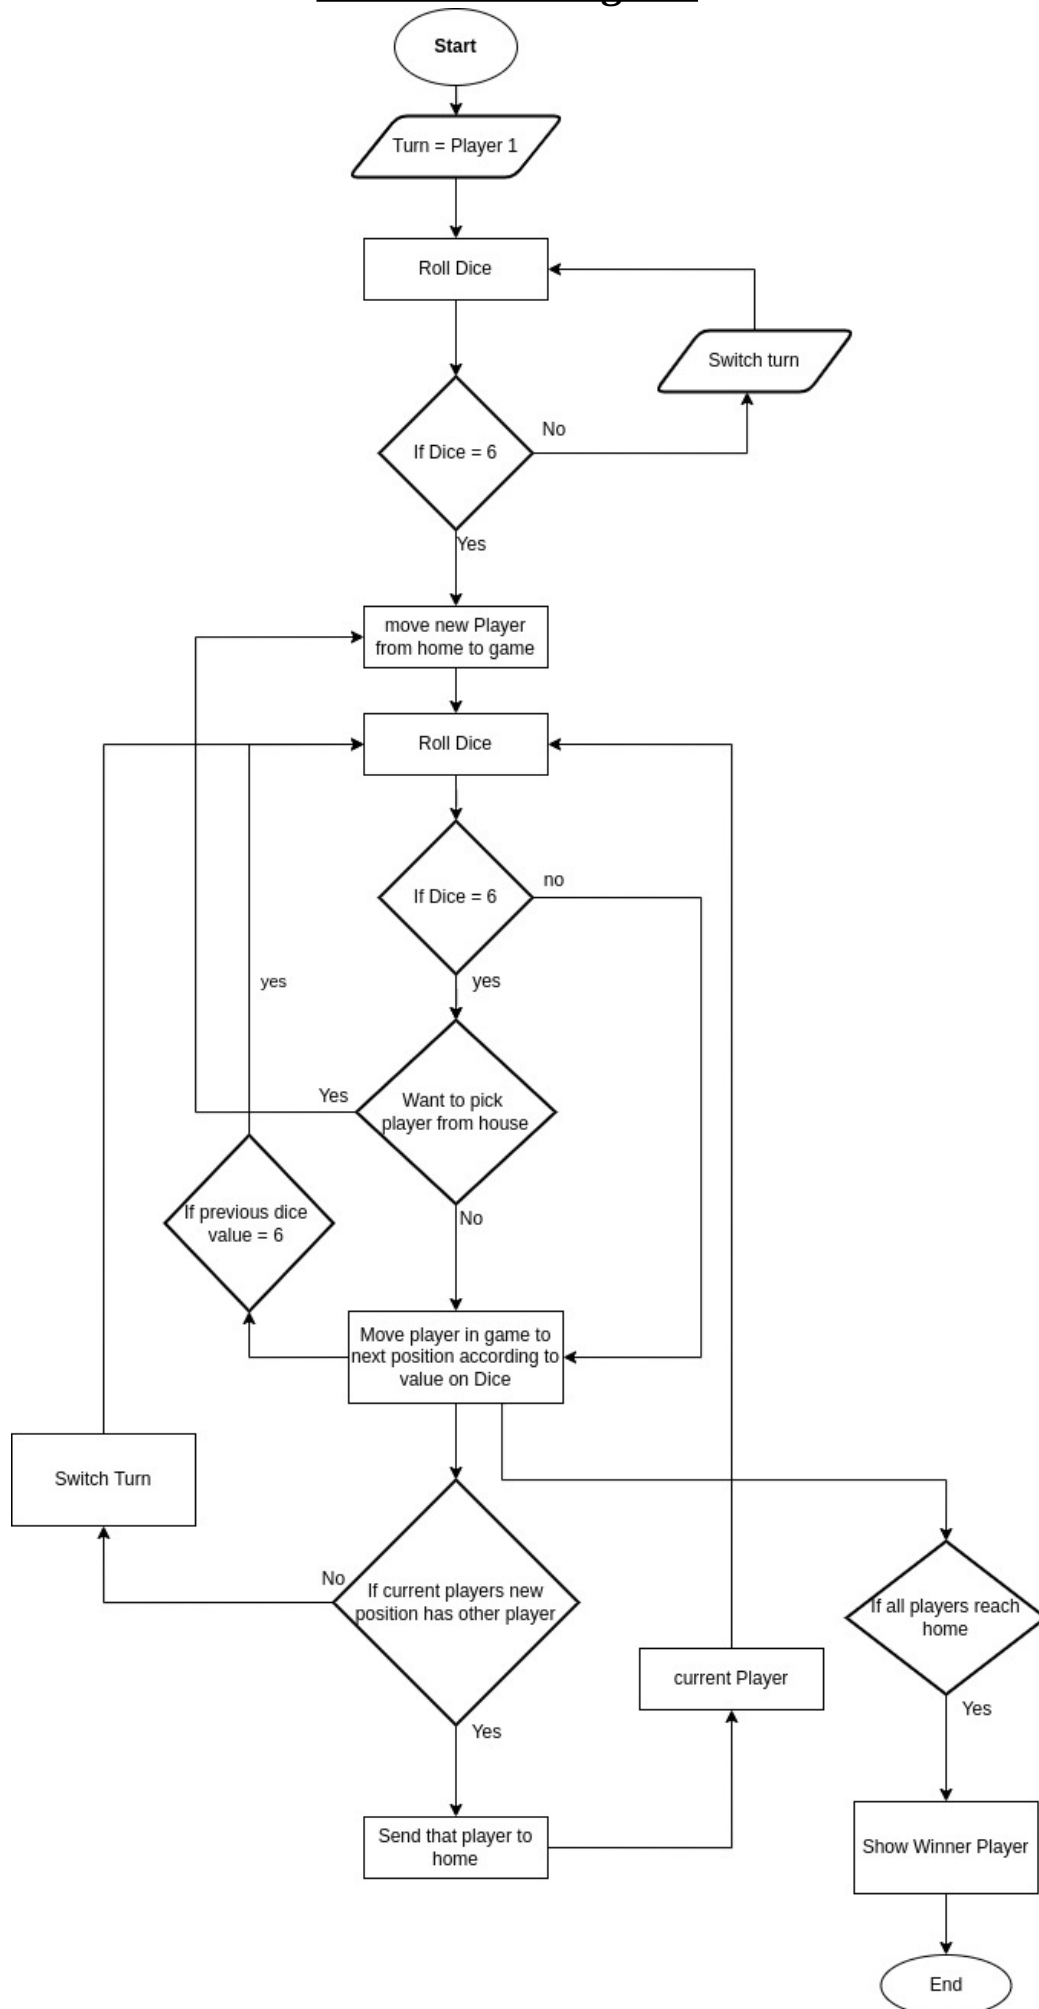 Start
Turn = Player 1
Roll Dice
Switch turn
No
If Dice = 6
Yes
move new Player
from home to game
Roll Dice
no
If Dice = 6
yes
yes
Yes
Want to pick
player from house
If previous dice
value = 6
No
Move player in game to
next position according to
value on Dice
Switch Turn
No
If current players new
position has other player
If all players reach
home
current Player
Yes
Yes
Send that player to
home
Show Winner Player
End